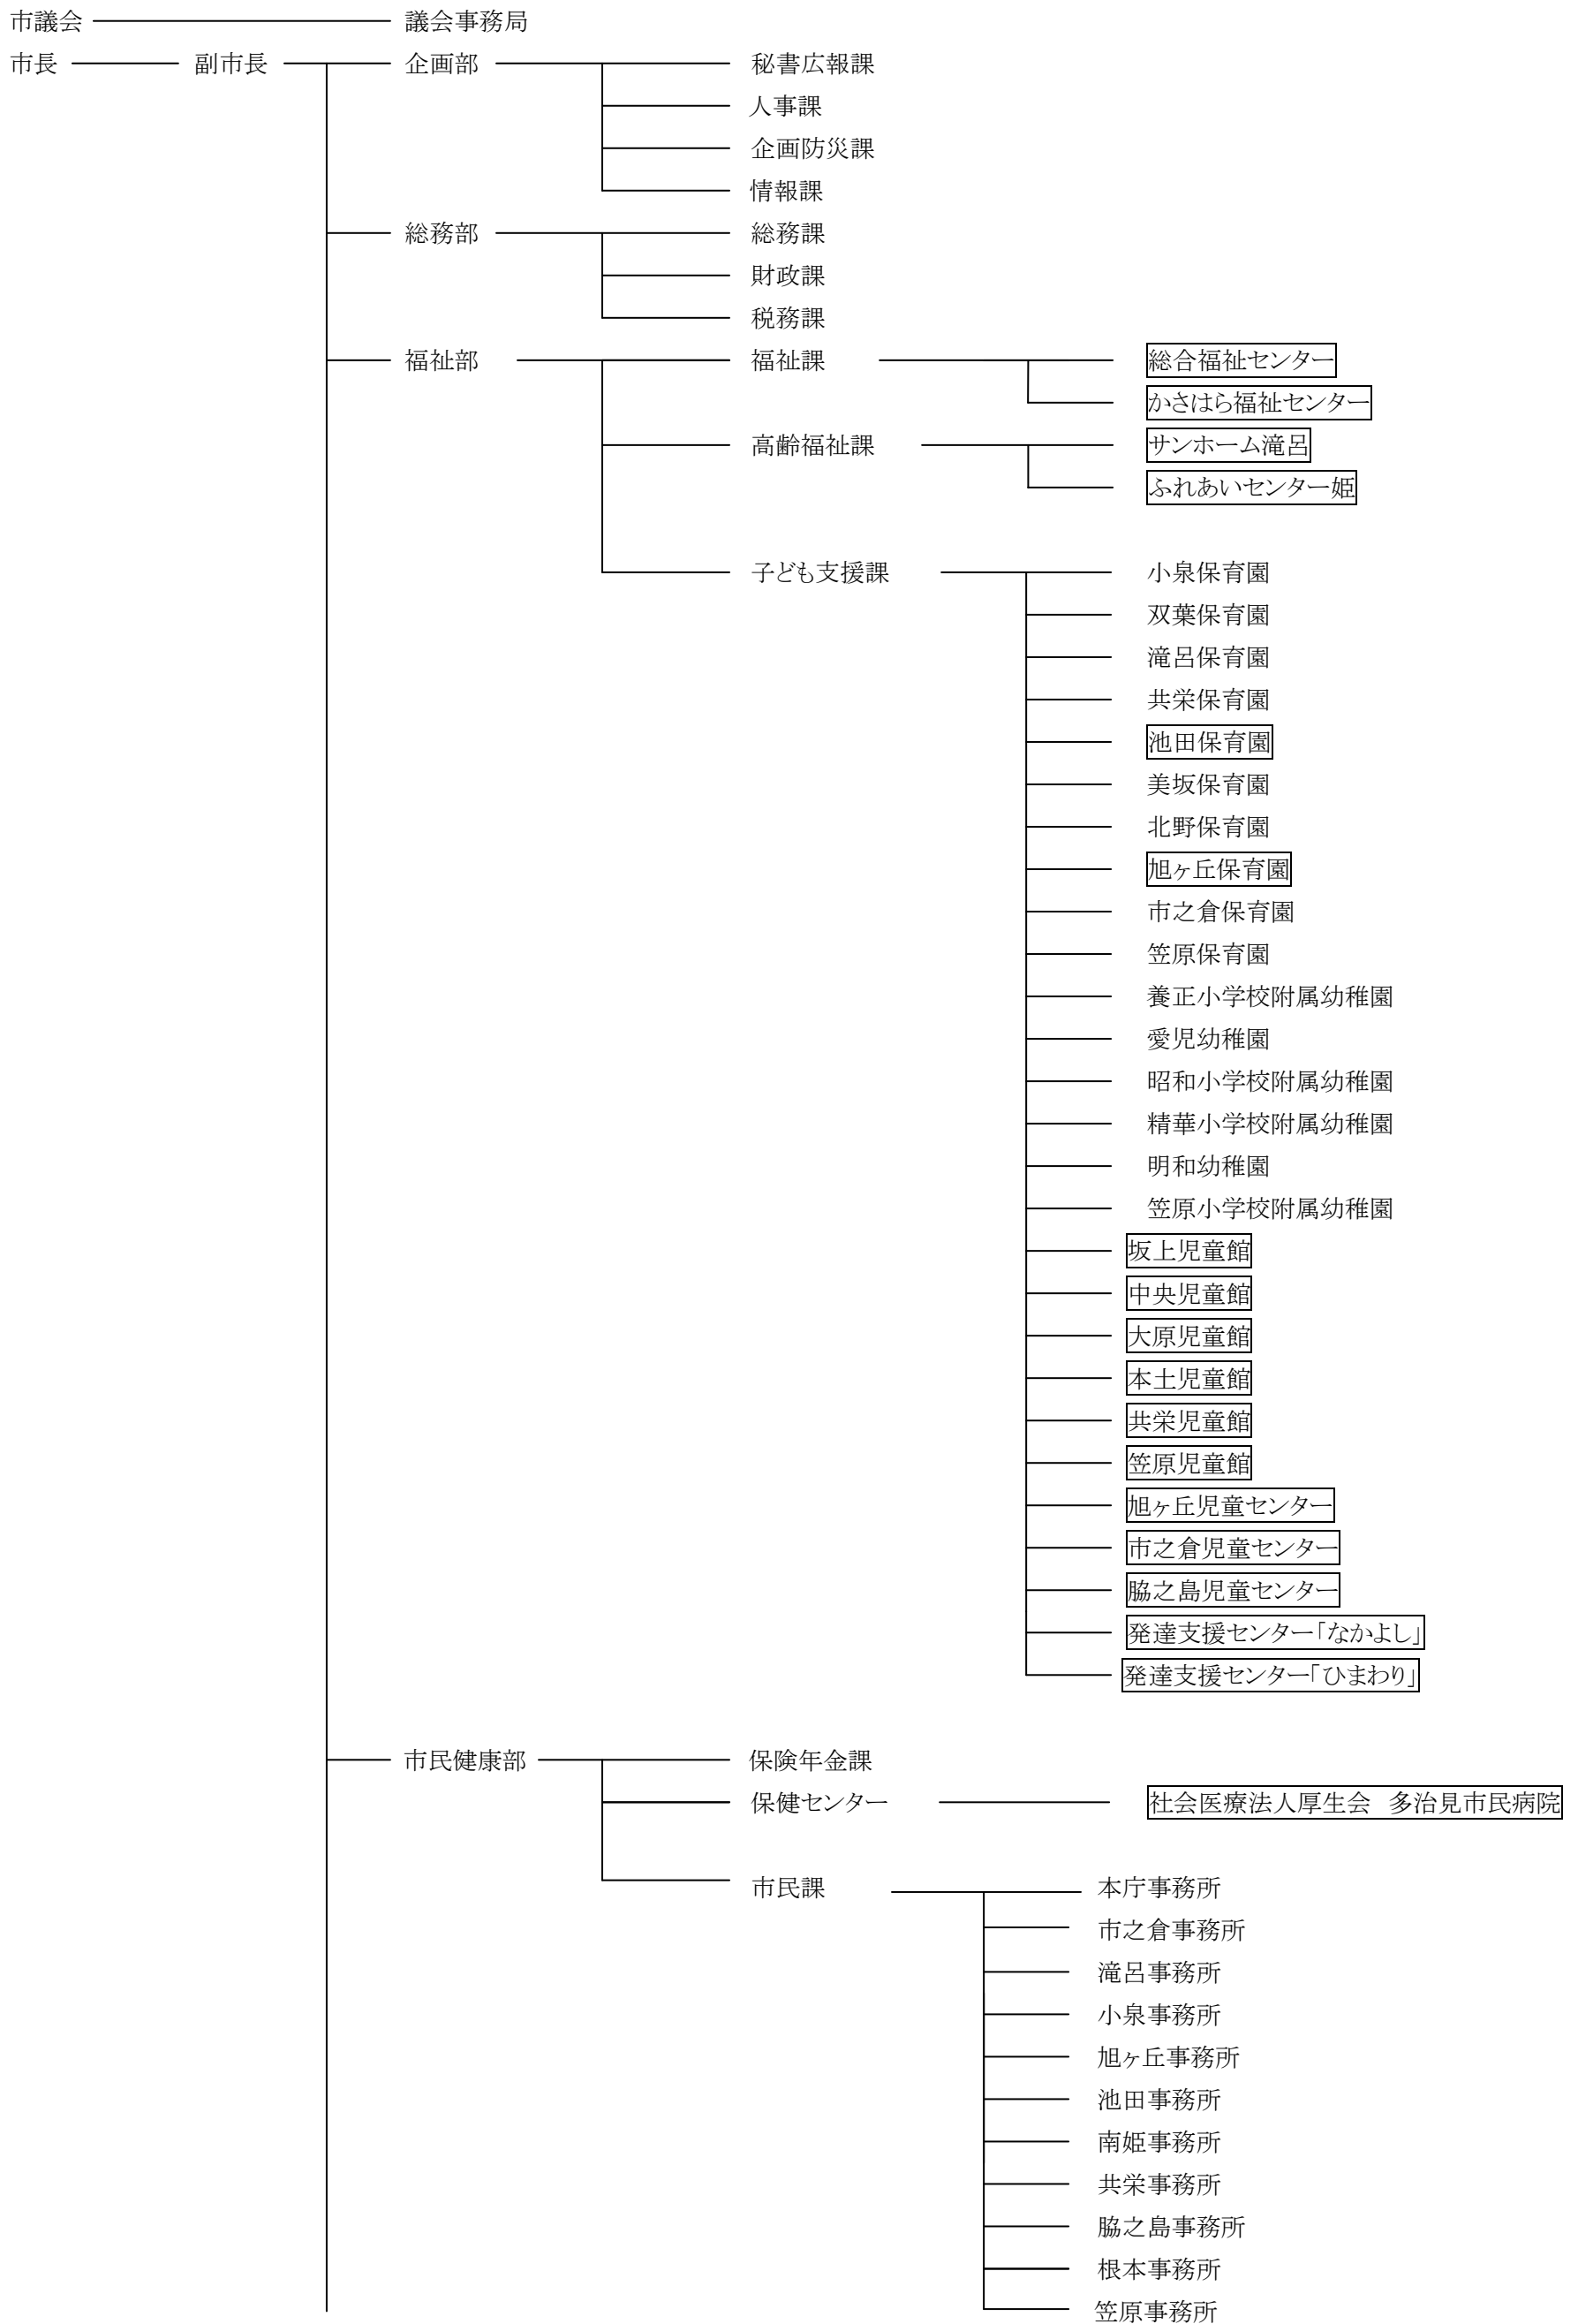 市議会 議会事務局
市長 副市長 企画部 秘書広報課
人事課
企画防災課
情報課
総務部 総務課
財政課
税務課
福祉部 福祉課 総合福祉センター
かさはら福祉センター
高齢福祉課 サンホーム滝呂
ふれあいセンター姫
子ども支援課 小泉保育園
双葉保育園
滝呂保育園
共栄保育園
池田保育園
美坂保育園
北野保育園
旭ヶ丘保育園
市之倉保育園
笠原保育園
養正小学校附属幼稚園
愛児幼稚園
昭和小学校附属幼稚園
精華小学校附属幼稚園
明和幼稚園
笠原小学校附属幼稚園
坂上児童館
中央児童館
大原児童館
本土児童館
共栄児童館
笠原児童館
旭ヶ丘児童センター
市之倉児童センター
脇之島児童センター
発達支援センター「なかよし」
発達支援センター「ひまわり」
市民健康部 保険年金課
保健センター 社会医療法人厚生会　多治見市民病院
市民課 本庁事務所
市之倉事務所
滝呂事務所
小泉事務所
旭ヶ丘事務所
池田事務所
南姫事務所
共栄事務所
脇之島事務所
根本事務所
笠原事務所